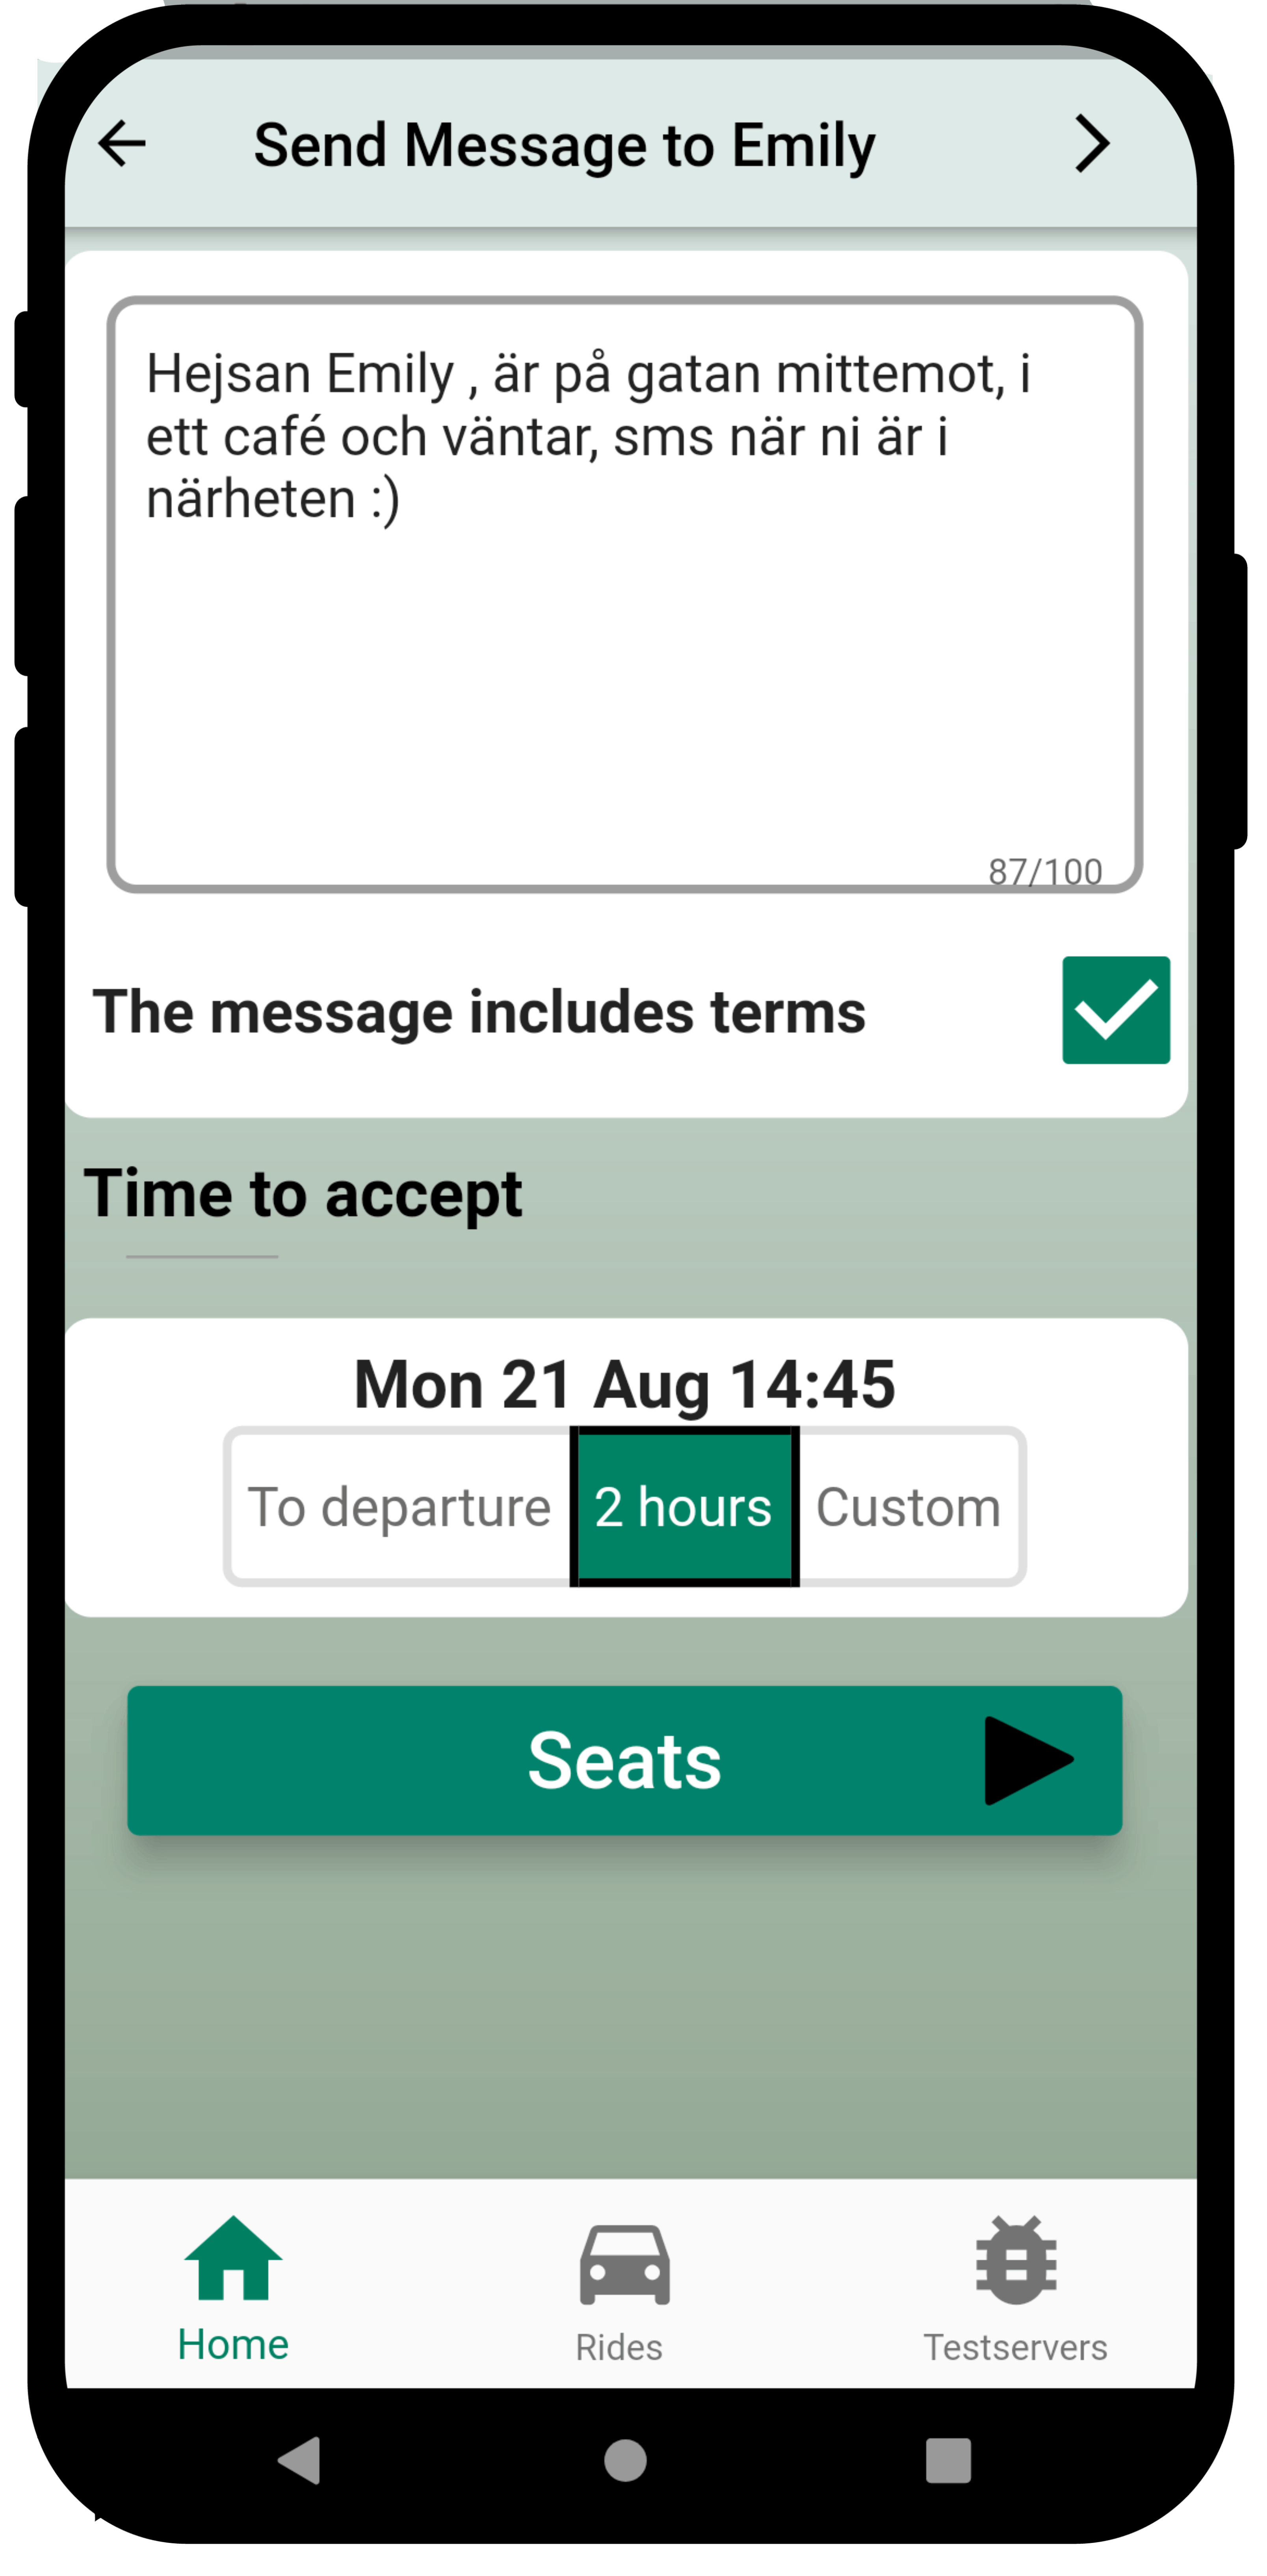 Send Message to Emily
Hejsan Emily , är på gatan mittemot, i
ett café och väntar, sms när ni är i
närheten :)
87/100
The message includes terms
Time to accept
Mon 21 Aug 14:45
To departure 2 hours Custom
Seats
Home Rides Testservers